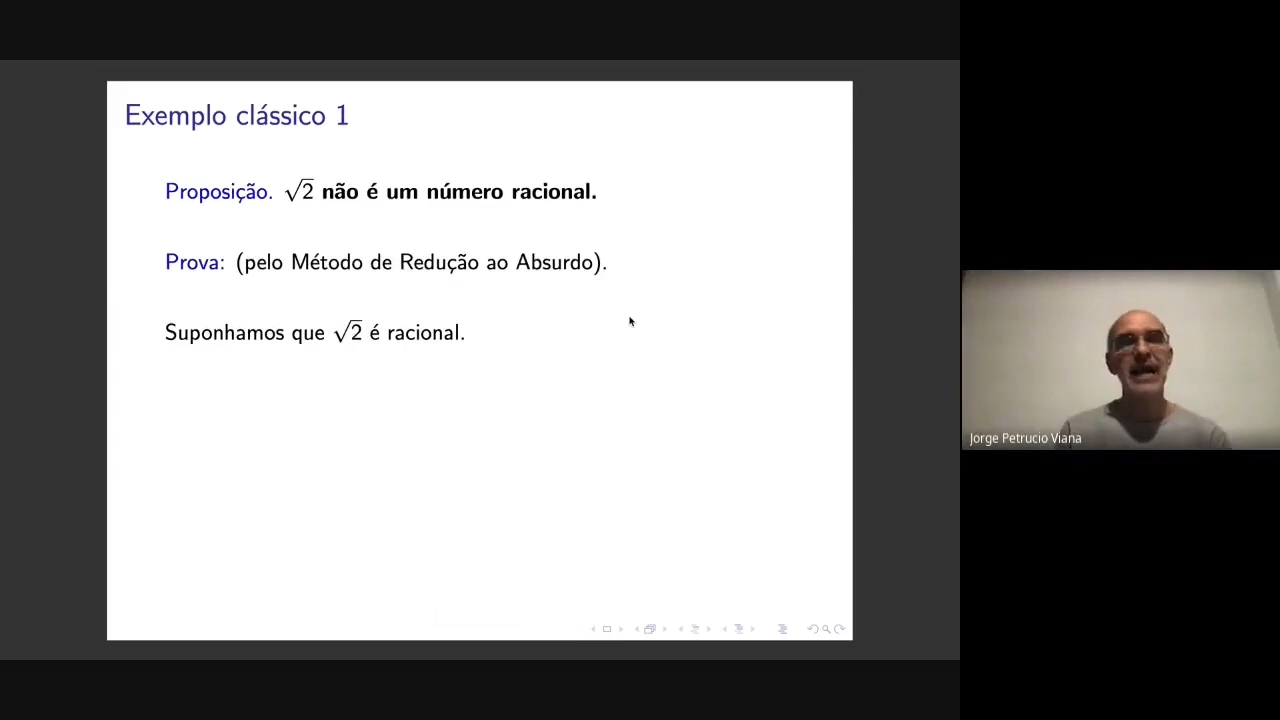 Exemplo clássico 1
Proposição. √2 não é um número racional.
Prova: (pelo Método de Redução ao Absurdo).
Suponhamos que √2 é racional.
Jorge Petrucio Viana